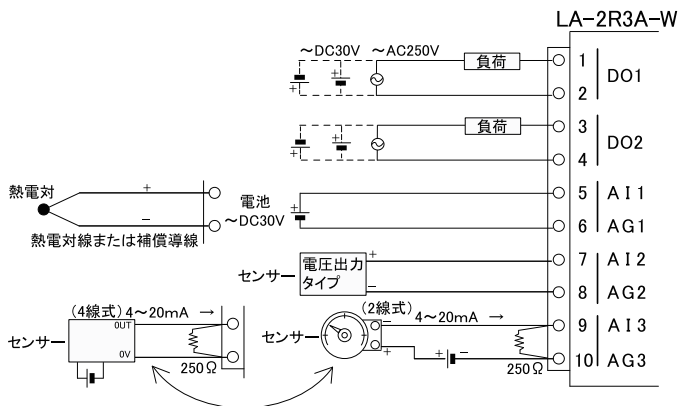 LA-2R3A-W
～DC30V ～AC250V
+
+
負荷
1
2
DO1
+
+
負荷
3
4
DO2
熱電対
+
−
熱電対線または補償導線
電池
～DC30V
+
5 AI1
6 AG1
センサー
電圧出力
タイプ
+
−
7 AI2
8 AG2
(4線式) 4～20mA →
センサー
OUT
0V
250Ω
(2線式)
4～20mA →
センサー
−
+
+ −
250Ω
9 AI3
10 AG3